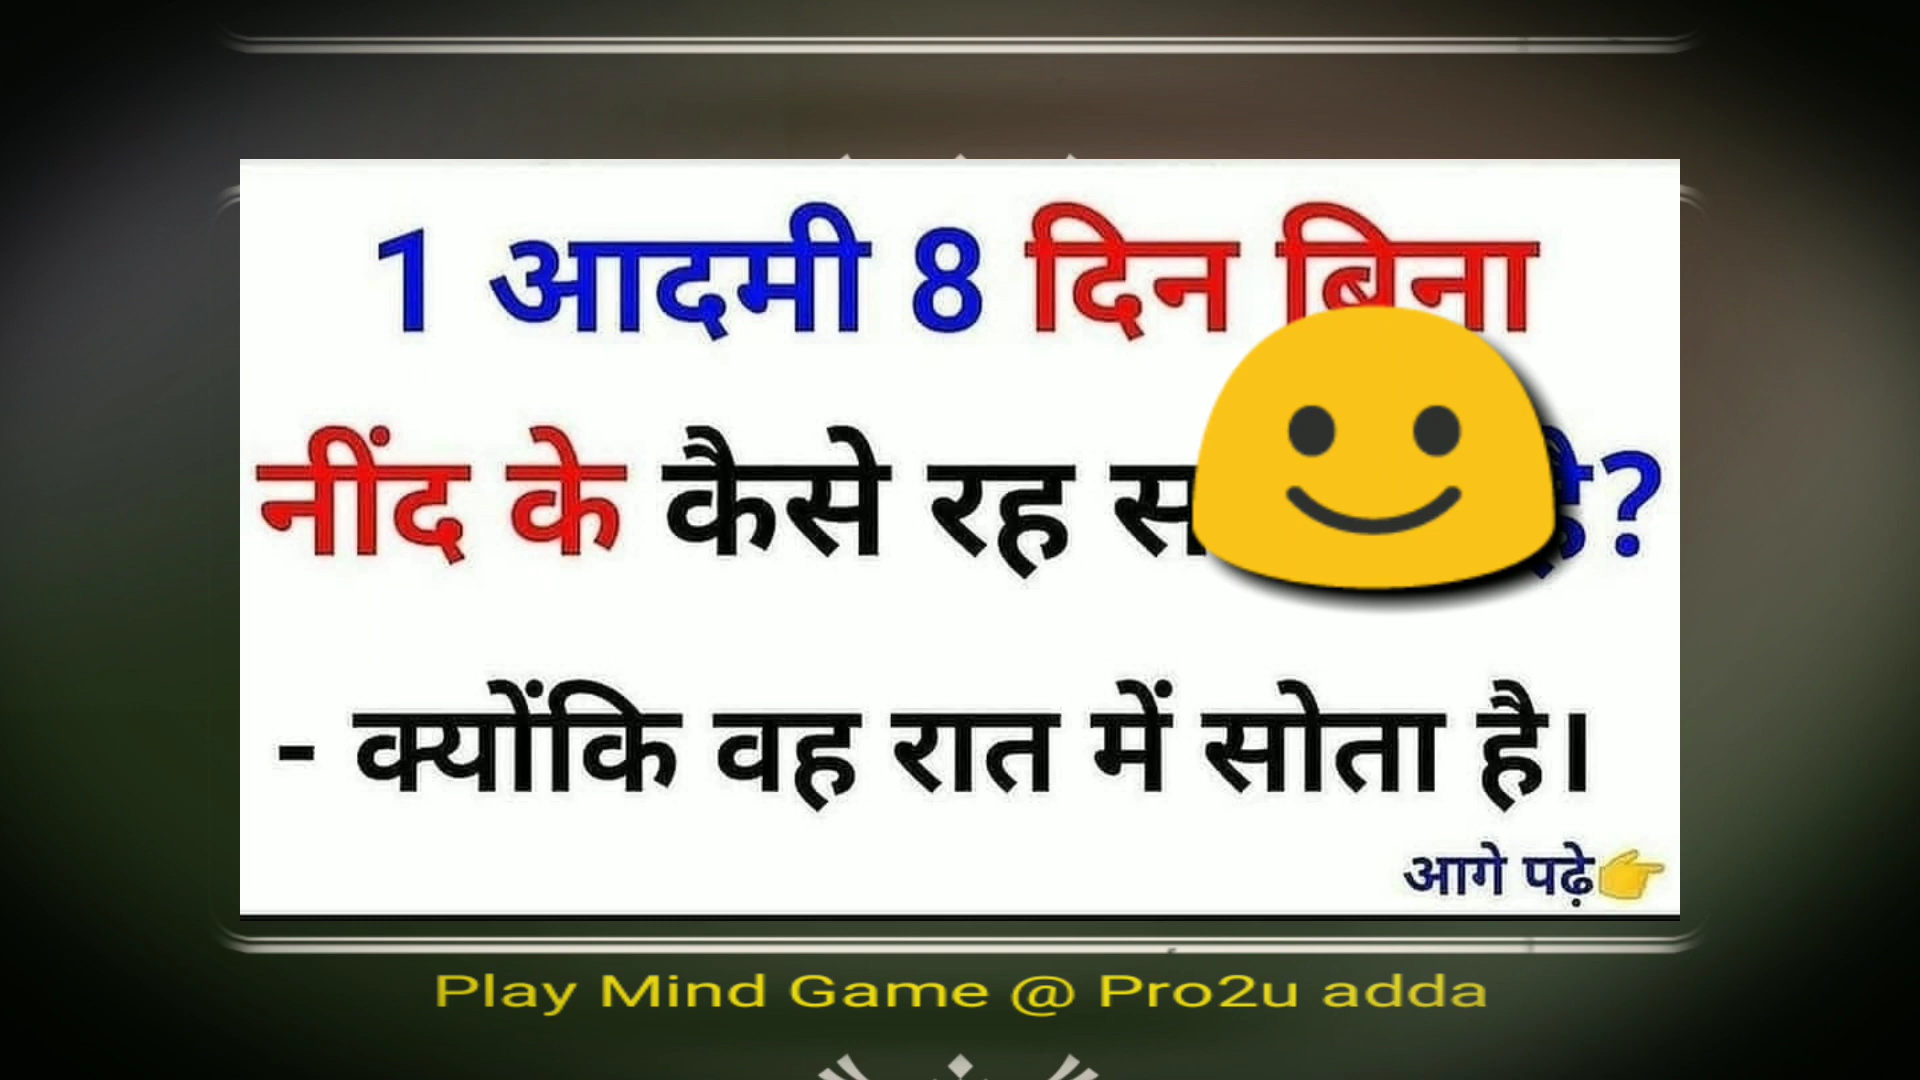 1 आदमी 8 दिन बिना
नींद के कैसे रह है?
- क्योंकि वह रात में सोता है।
आगे पढ़े
Play Mind Game @ Pro2u adda